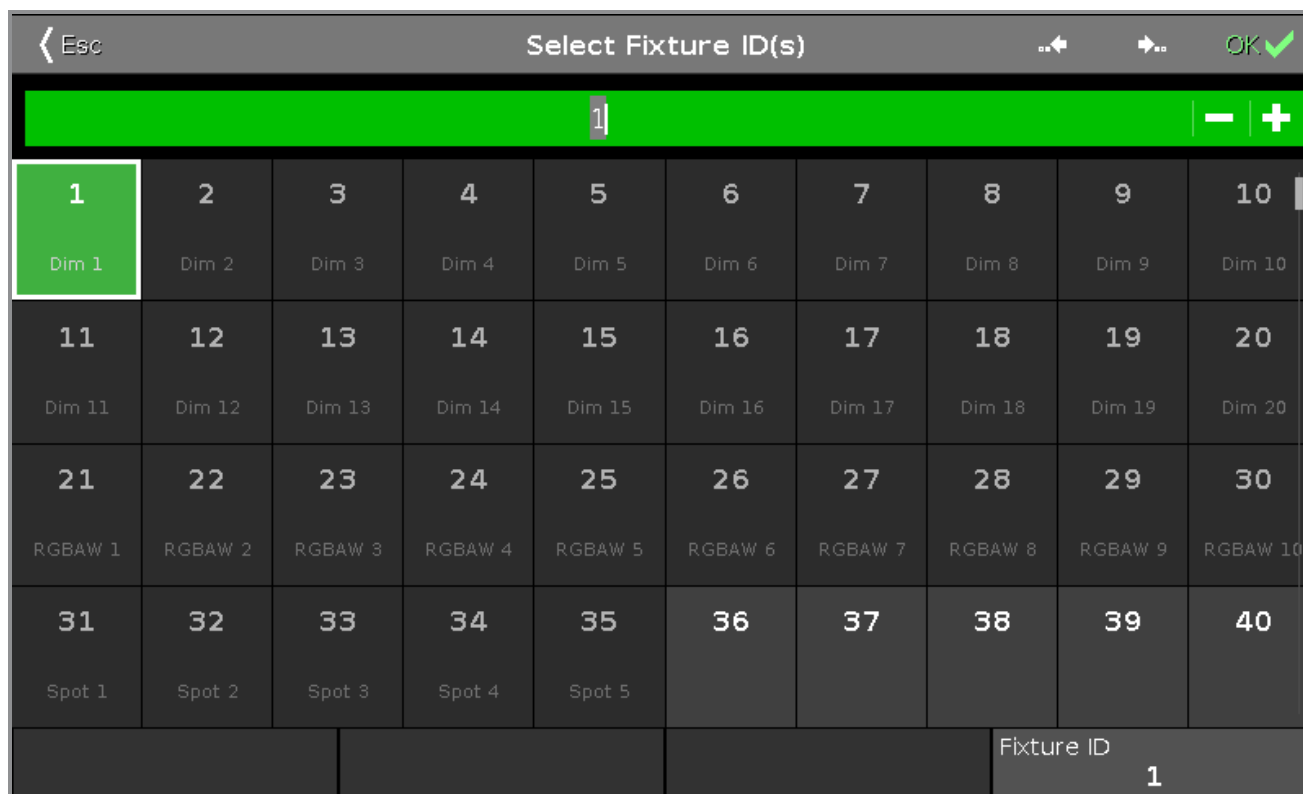 Esc Select Fixture ID(s) OK
1
1 2 3 4 5 6 7 8 9 10
Dim 1 Dim 2 Dim 3 Dim 4 Dim 5 Dim 6 Dim 7 Dim 8 Dim 9 Dim 10
11 12 13 14 15 16 17 18 19 20
Dim 11 Dim 12 Dim 13 Dim 14 Dim 15 Dim 16 Dim 17 Dim 18 Dim 19 Dim 20
21 22 23 24 25 26 27 28 29 30
RGBAW 1 RGBAW 2 RGBAW 3 RGBAW 4 RGBAW 5 RGBAW 6 RGBAW 7 RGBAW 8 RGBAW 9 RGBAW 10
31 32 33 34 35 36 37 38 39 40
Spot 1 Spot 2 Spot 3 Spot 4 Spot 5
Fixture ID
1